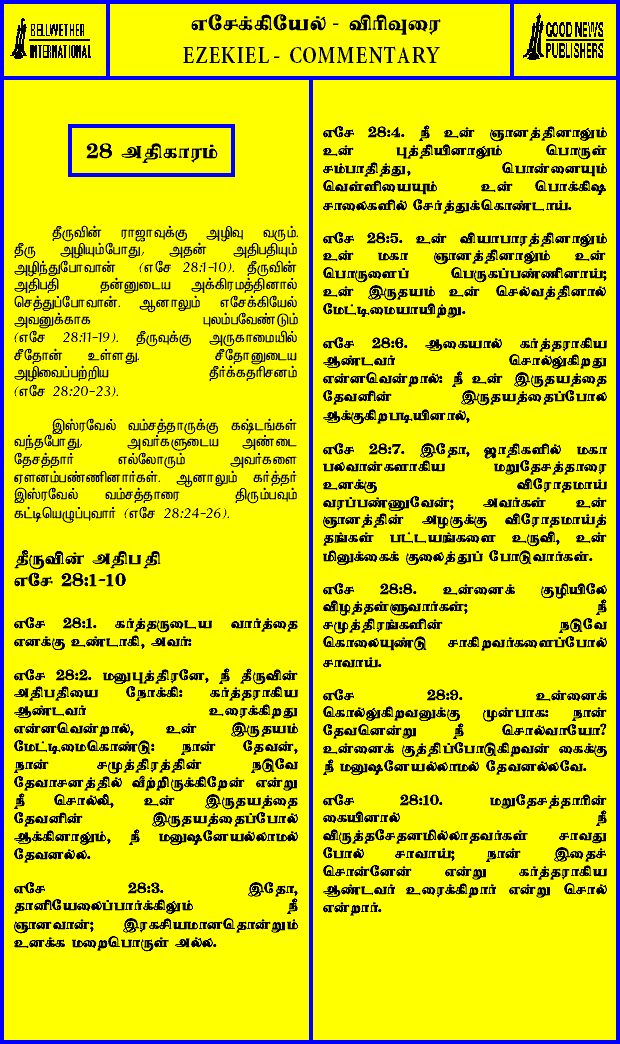 BELLWETHER
INTERNATIONAL
எசேக்கியேல் - விரிவுரை
EZEKIEL - COMMENTARY
GOOD NEWS
PUBLISHERS
28 அதிகாரம்
தீருவின் ராஜாவுக்கு அழிவு வரும்.
தீரு அழியும்போது, அதன் அதிபதியும்
அழிந்துபோவான் (எசே 28:1-10). தீருவின்
அதிபதி தன்னுடைய அக்கிரமத்தினால்
செத்துப்போவான். ஆனாலும் எசேக்கியேல்
அவனுக்காக புலம்பவேண்டும்
(எசே 28:11-19). தீருவுக்கு அருகாமையில்
சீதோன் உள்ளது. சீதோனுடைய
அழிவைப்பற்றிய தீர்க்கதரிசனம்
(எசே 28:20-23).
இஸ்ரவேல் வம்சத்தாருக்கு கஷ்டங்கள்
வந்தபோது, அவர்களுடைய அண்டை
தேசத்தார் எல்லோரும் அவர்களை
ஏளனம்பண்ணினார்கள். ஆனாலும் கர்த்தர்
இஸ்ரவேல் வம்சத்தாரை திரும்பவும்
கட்டியெழுப்புவார் (எசே 28:24-26).
தீருவின் அதிபதி
எசே 28:1-10
எசே 28:1. கர்த்தருடைய வார்த்தை
எனக்கு உண்டாகி, அவர்:
எசே 28:2. மனுபுத்திரனே, நீ தீருவின்
அதிபதியை நோக்கி: கர்த்தராகிய
ஆண்டவர் உரைக்கிறது
என்னவென்றால், உன் இருதயம்
மேட்டிமைகொண்டு: நான் தேவன்,
நான் சமுத்திரத்தின் நடுவே
தேவாசனத்தில் வீற்றிருக்கிறேன் என்று
நீ சொல்லி, உன் இருதயத்தை
தேவனின் இருதயத்தைப்போல்
ஆக்கினாலும், நீ மனுஷனேயல்லாமல்
தேவனல்ல.
எசே 28:3. இதோ,
தானியேலைப்பார்க்கிலும் நீ
ஞானவான்; இரகசியமானதொன்றும்
உனக்க மறைபொருள் அல்ல.
எசே 28:4. நீ உன் ஞானத்தினாலும்
உன் புத்தியினாலும் பொருள்
சம்பாதித்து, பொன்னையும்
வெள்ளியையும் உன் பொக்கிஷ
சாலைகளில் சேர்த்துக்கொண்டாய்.
எசே 28:5. உன் வியாபாரத்தினாலும்
உன் மகா ஞானத்தினாலும் உன்
பொருளைப் பெருகப்பண்ணினாய்;
உன் இருதயம் உன் செல்வத்தினால்
மேட்டிமையாயிற்று.
எசே 28:6. ஆகையால் கர்த்தராகிய
ஆண்டவர் சொல்லுகிறது
என்னவென்றால்: நீ உன் இருதயத்தை
தேவனின் இருதயத்தைப்போல
ஆக்குகிறபடியினால்,
எசே 28:7. இதோ, ஜாதிகளில் மகா
பலவான்களாகிய மறுதேசத்தாரை
உனக்கு விரோதமாய்
வரப்பண்ணுவேன்; அவர்கள் உன்
ஞானத்தின் அழகுக்கு விரோதமாய்த்
தங்கள் பட்டயங்களை உருவி, உன்
மினுக்கைக் குலைத்துப் போடுவார்கள்.
எசே 28:8. உன்னைக் குழியிலே
விழத்தள்ளுவார்கள்; நீ
சமுத்திரங்களின் நடுவே
கொலையுண்டு சாகிறவர்களைப்போல்
சாவாய்.
எசே 28:9. உன்னைக்
கொல்லுகிறவனுக்கு முன்பாக: நான்
தேவனென்று நீ சொல்வாயோ?
உன்னைக் குத்திப்போடுகிறவன் கைக்கு
நீ மனுஷனேயல்லாமல் தேவனல்லவே.
எசே 28:10. மறுதேசத்தாரின்
கையினால் நீ
விருத்தசேதனமில்லாதவர்கள் சாவது
போல் சாவாய்; நான் இதைச்
சொன்னேன் என்று கர்த்தராகிய
ஆண்டவர் உரைக்கிறார் என்று சொல்
என்றார்.